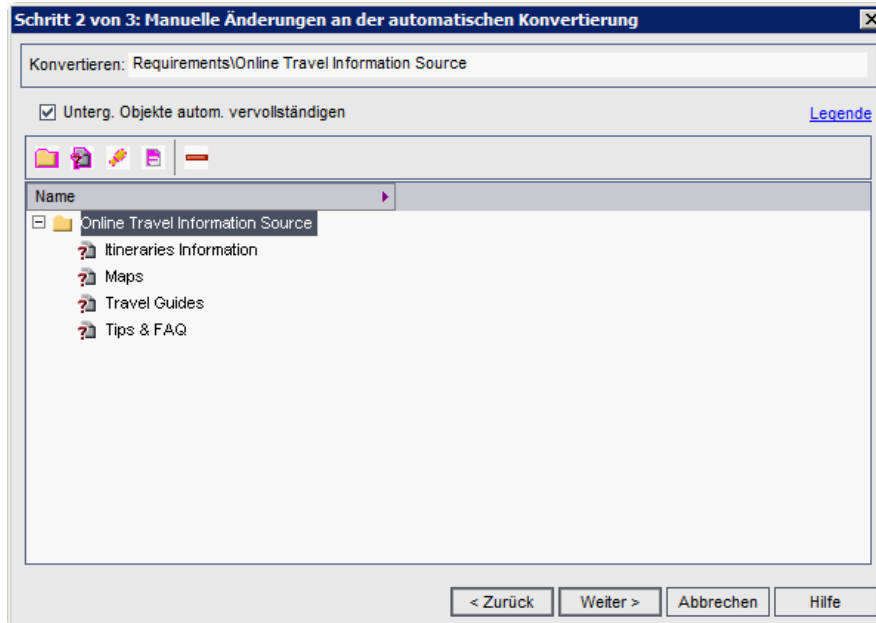 Schritt 2 von 3: Manuelle Änderungen an der automatischen Konvertierung
Konvertieren: Requirements\Online Travel Information Source
Unterg. Objekte autom. vervollständigen
Legende
Name
Online Travel Information Source
Itineraries Information
Maps
Travel Guides
Tips & FAQ
< Zurück Weiter > Abbrechen Hilfe